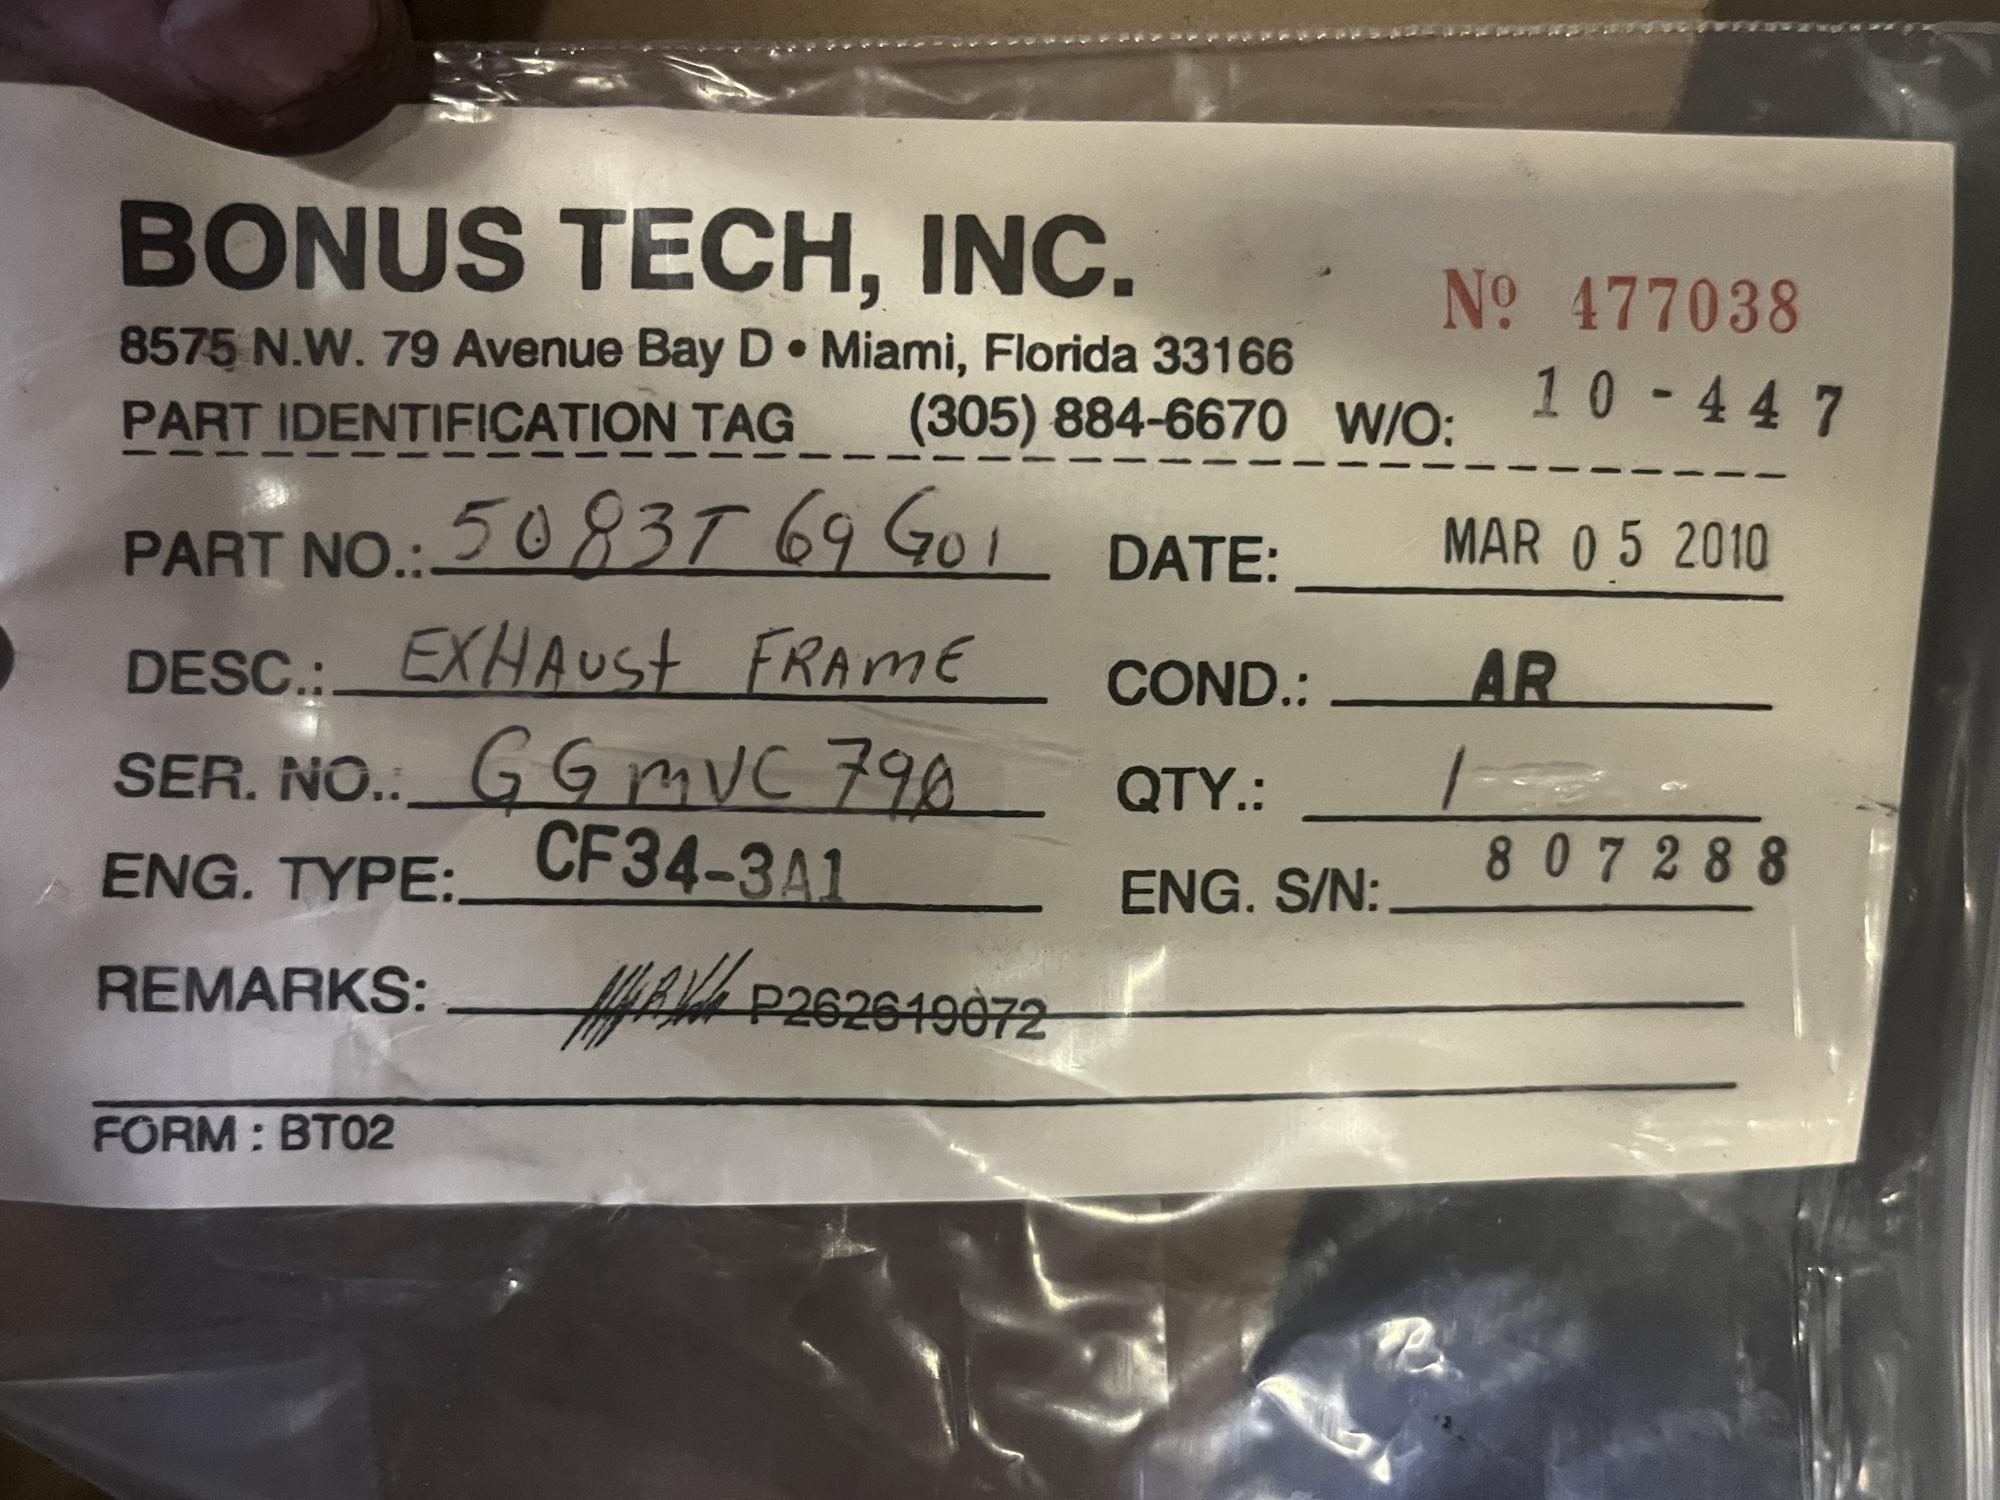 BONUS TECH, INC.
Nº 477038
8575 N.W. 79 Avenue Bay D • Miami, Florida 33166
PART IDENTIFICATION TAG (305) 884-6670 W/O: 10-447
PART NO.: 5083T69G01 DATE: MAR 05 2010
DESC.: EXHAUST FRAME COND.: AR
SER. NO.: GGMVC790 QTY.: 1
ENG. TYPE: CF34-3A1 ENG. S/N: 807288
REMARKS: P262619072
FORM : BT02